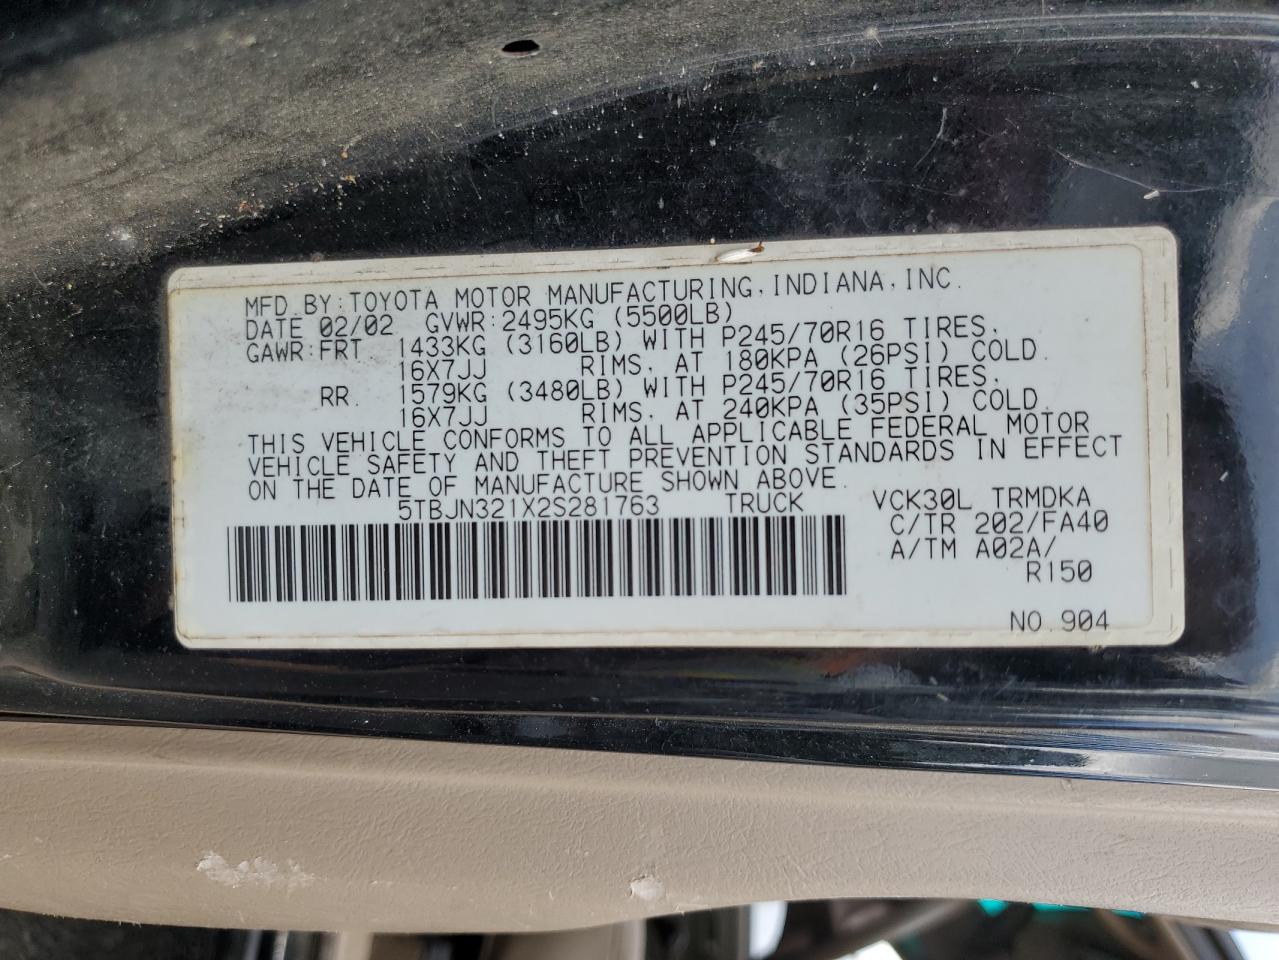 MFD.BY:TOYOTA MOTOR MANUFACTURING,INDIANA,INC.
DATE 02/02 GVWR:2495KG (5500LB)
GAWR:FRT 1433KG (3160LB) WITH P245/70R16 TIRES,
16X7JJ RIMS, AT 180KPA (26PSI) COLD.
RR. 1579KG (3480LB) WITH P245/70R16 TIRES,
16X7JJ RIMS, AT 240KPA (35PSI) COLD.
THIS VEHICLE CONFORMS TO ALL APPLICABLE FEDERAL MOTOR
VEHICLE SAFETY AND THEFT PREVENTION STANDARDS IN EFFECT
ON THE DATE OF MANUFACTURE SHOWN ABOVE.
5TBJN321X2S281763 TRUCK VCK30L TRMDKA
C/TR 202/FA40
A/TM A02A/
R150
NO.904